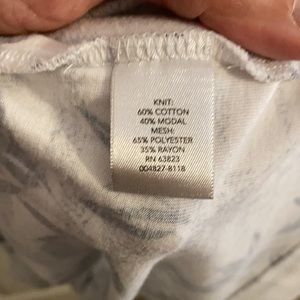 KNIT:
60% COTTON
40% MODAL
MESH:
65% POLYESTER
35% RAYON
RN 63823
004827-8118